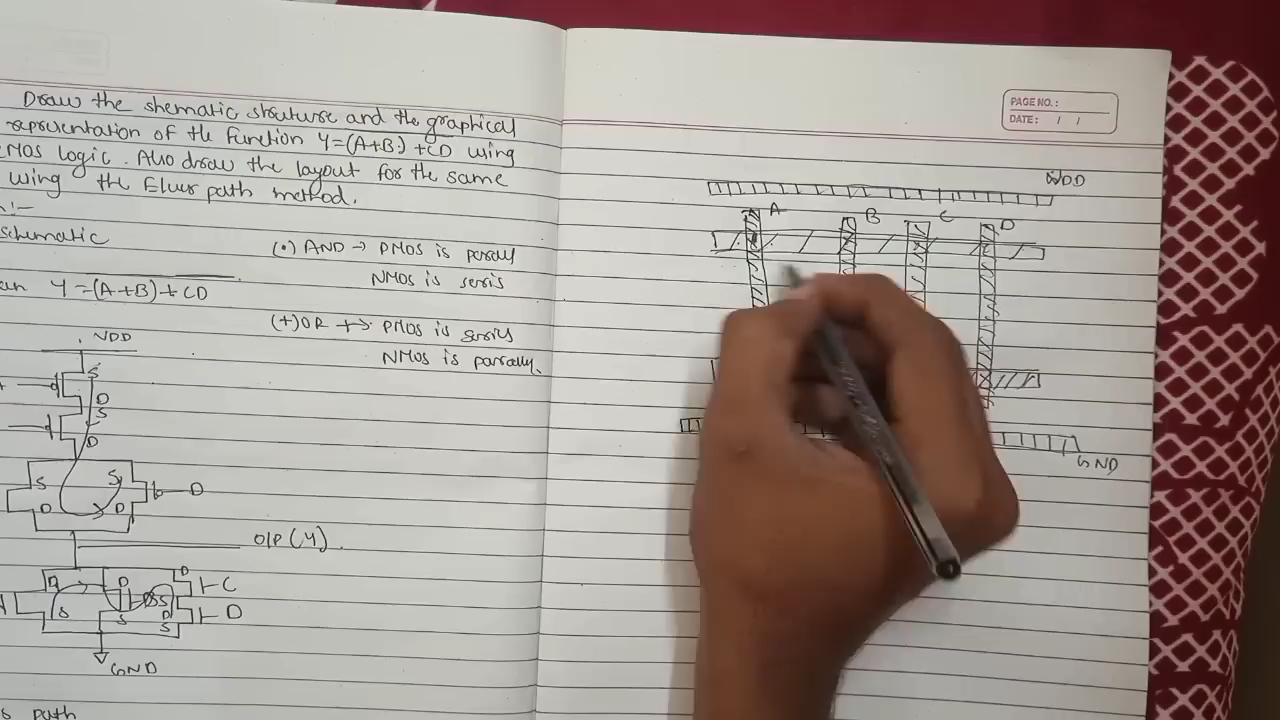 Draw the shematic structure and the graphical
representation of the function Y=(A+B)+CD using
CMOS logic. Also draw the layout for the same
using the Eluer path method.
n:-
schematic
(•) AND → PMOS is parally
NMOS is seris
Y=(A+B)+CD
(+) OR → PMOS is series
NMOS is parrally.
VDD
S
D
S
D
S
S
D
D
D
O/P (Y).
D
D
D
C
S
S
S
D
S
D
GND
path
PAGE NO.:
DATE: / /
VDD
A
B
C
D
GND